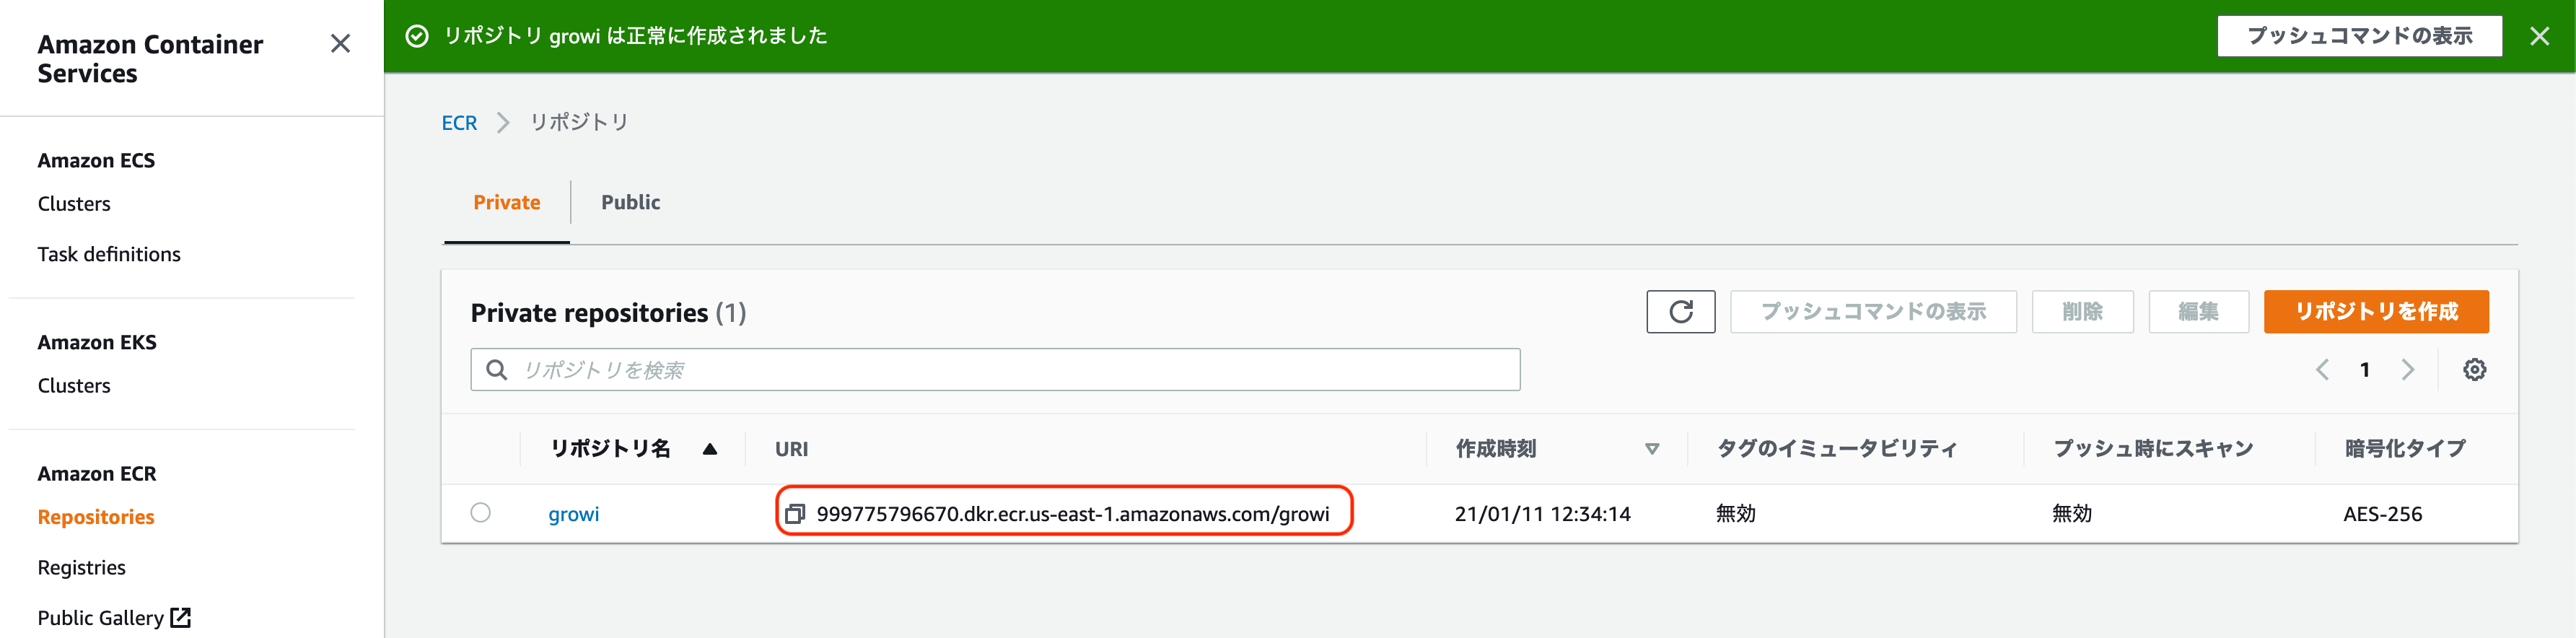 Amazon Container
Services
Amazon ECS
Clusters
Task definitions
Amazon EKS
Clusters
Amazon ECR
Repositories
Registries
Public Gallery
リポジトリ growi は正常に作成されました
プッシュコマンドの表示
ECR
リポジトリ
Private
Public
Private repositories (1)
プッシュコマンドの表示
削除
編集
リポジトリを作成
リポジトリを検索
1
リポジトリ名 URI 作成時刻 タグのイミュータビリティ プッシュ時にスキャン 暗号化タイプ
growi 999775796670.dkr.ecr.us-east-1.amazonaws.com/growi 21/01/11 12:34:14 無効 無効 AES-256